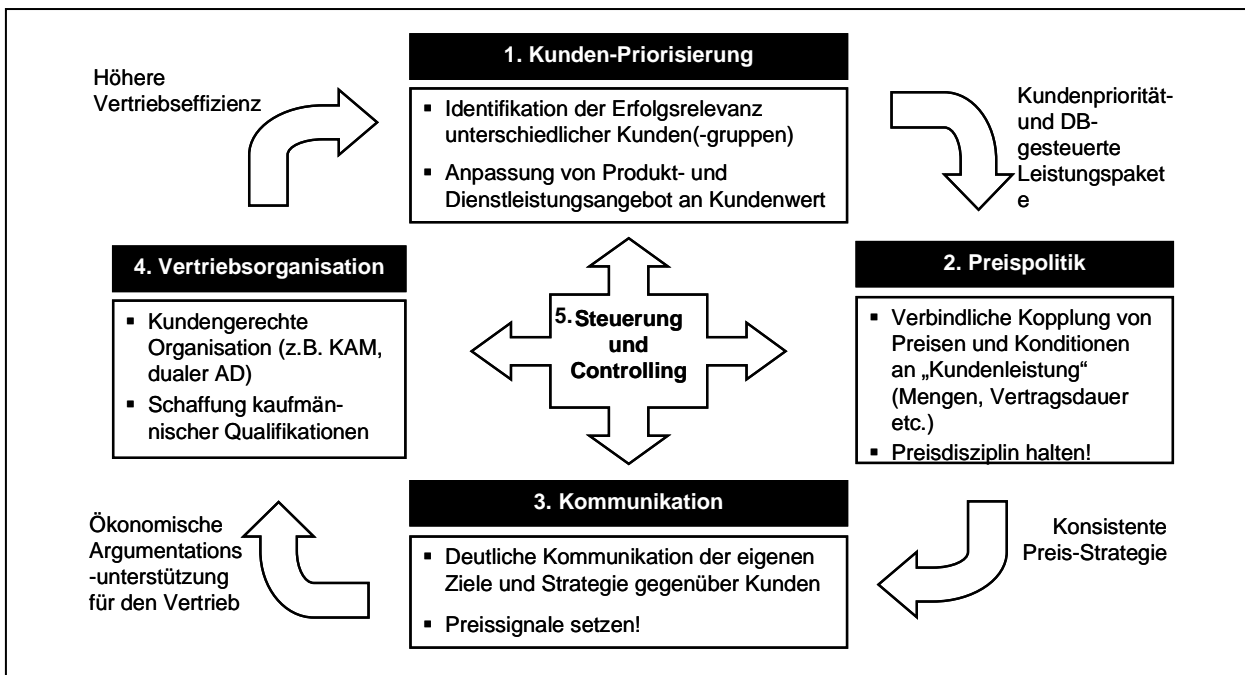 1. Kunden-Priorisierung
▪ Identifikation der Erfolgsrelevanz
unterschiedlicher Kunden(-gruppen)
▪ Anpassung von Produkt- und
Dienstleistungsangebot an Kundenwert
Höhere
Vertriebseffizienz
Kundenpriorität-
und DB-
gesteuerte
Leistungspaket
e
4. Vertriebsorganisation
▪ Kundengerechte
Organisation (z.B. KAM,
dualer AD)
▪ Schaffung kaufmän-
nischer Qualifikationen
5. Steuerung
und
Controlling
2. Preispolitik
▪ Verbindliche Kopplung von
Preisen und Konditionen
an „Kundenleistung“
(Mengen, Vertragsdauer
etc.)
▪ Preisdisziplin halten!
3. Kommunikation
▪ Deutliche Kommunikation der eigenen
Ziele und Strategie gegenüber Kunden
▪ Preissignale setzen!
Ökonomische
Argumentations
-unterstützung
für den Vertrieb
Konsistente
Preis-Strategie